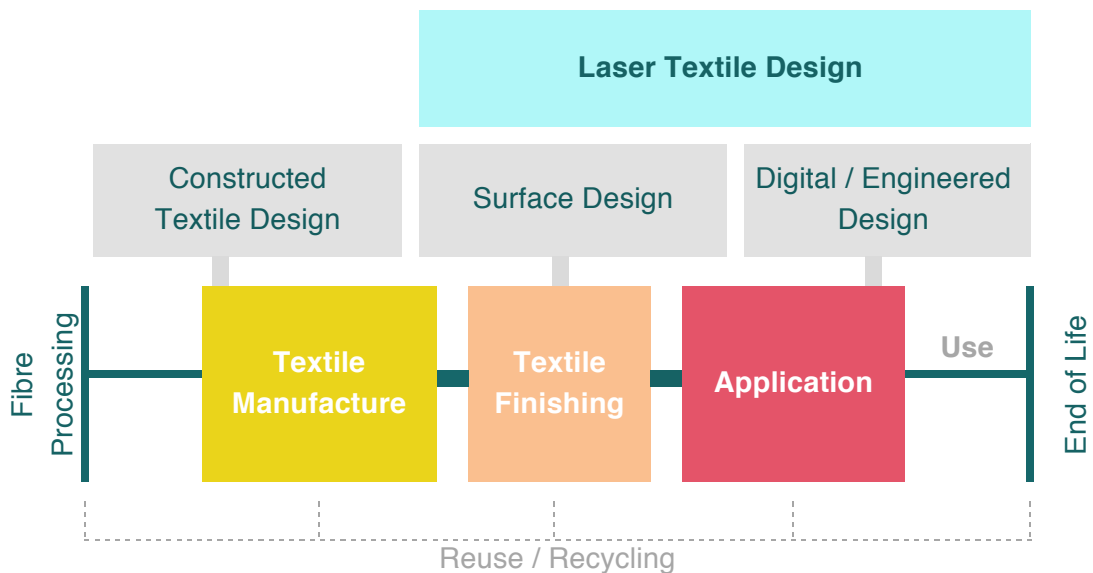 Laser Textile Design
Constructed
Textile Design
Surface Design
Digital / Engineered
Design
Fibre
Processing
Textile
Manufacture
Textile
Finishing
Application
Use
End of Life
Reuse / Recycling